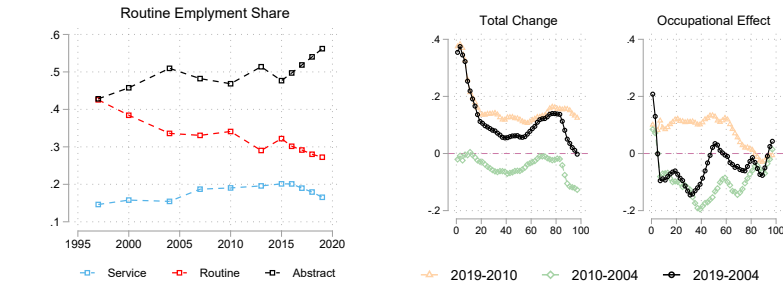 Routine Emplyment Share
.6
.5
.4
.3
.2
.1
1995 2000 2005 2010 2015 2020
Service Routine Abstract
Total Change
.4
.2
0
-.2
0 20 40 60 80 100
Occupational Effect
.4
.2
0
-.2
0 20 40 60 80 100
2019-2010 2010-2004 2019-2004